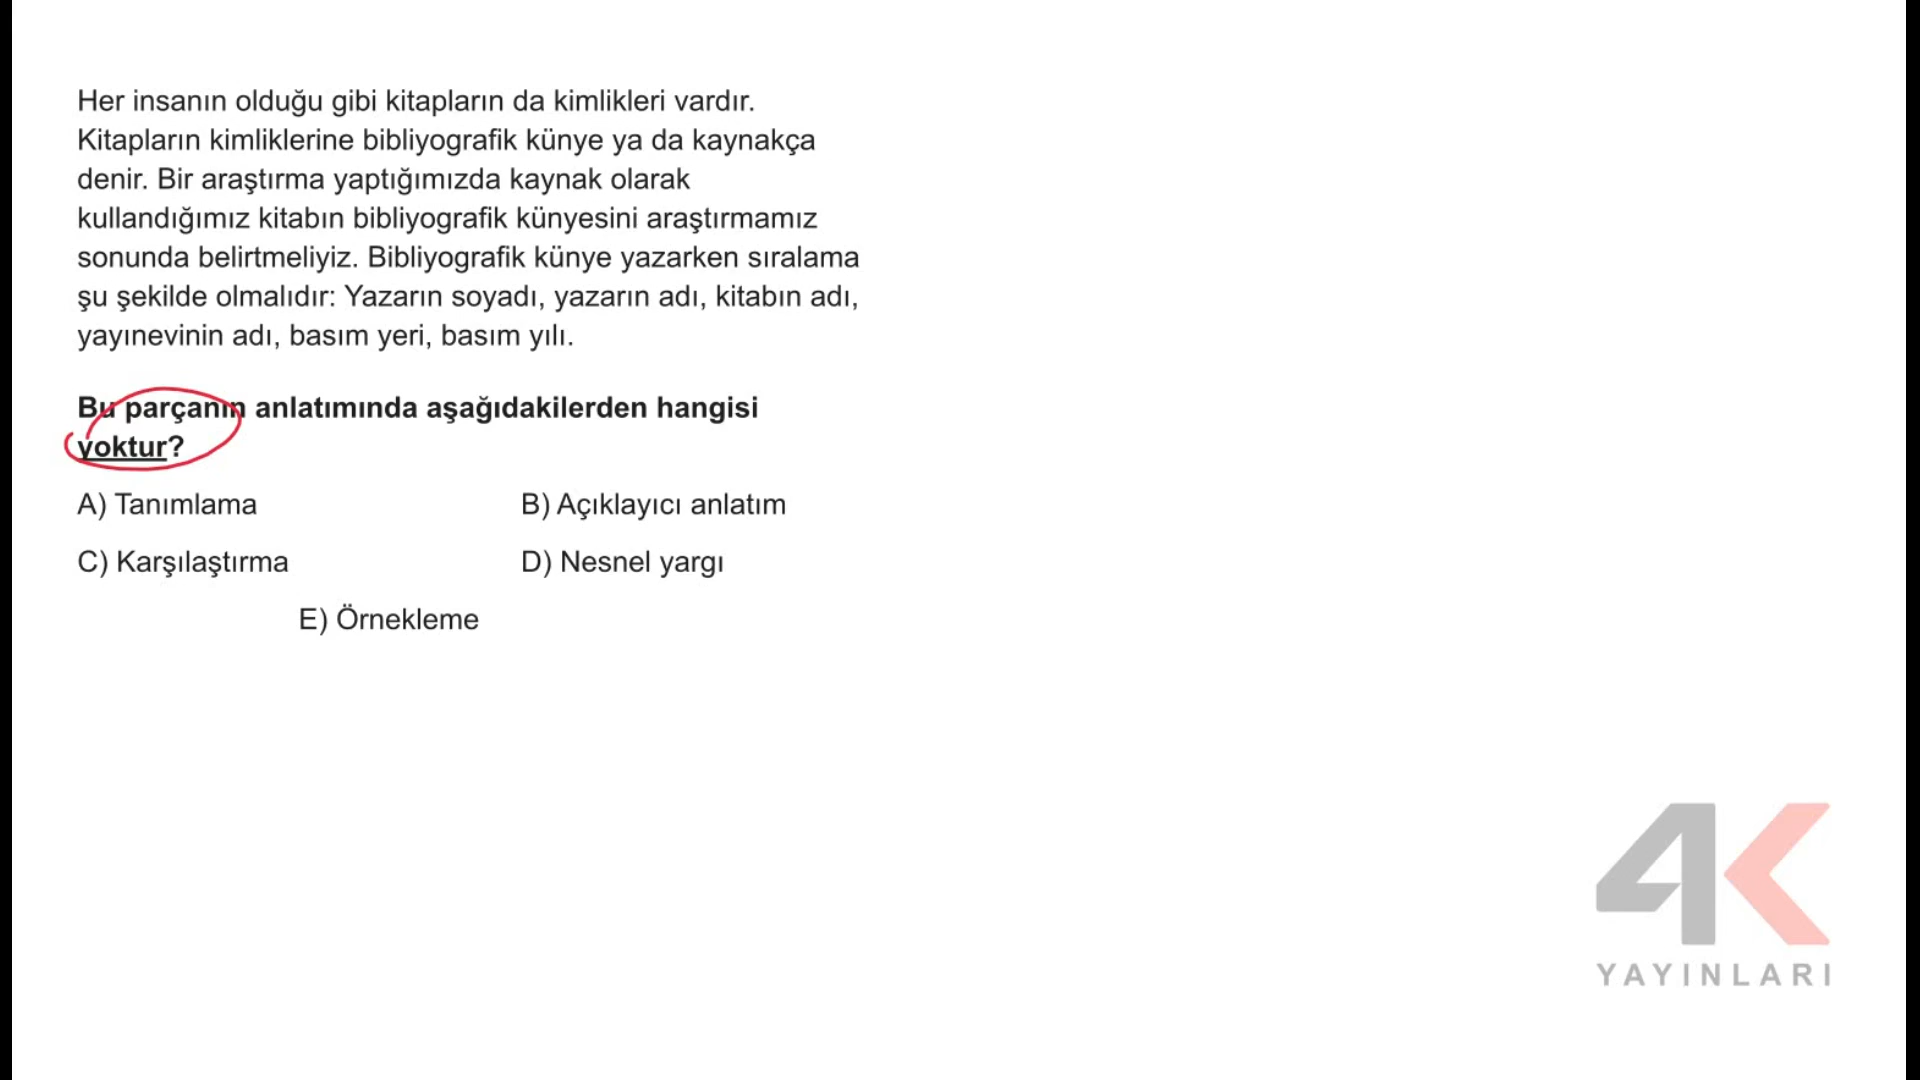 Her insanın olduğu gibi kitapların da kimlikleri vardır.
Kitapların kimliklerine bibliyografik künye ya da kaynakça
denir. Bir araştırma yaptığımızda kaynak olarak
kullandığımız kitabın bibliyografik künyesini araştırmamız
sonunda belirtmeliyiz. Bibliyografik künye yazarken sıralama
şu şekilde olmalıdır: Yazarın soyadı, yazarın adı, kitabın adı,
yayınevinin adı, basım yeri, basım yılı.
Bu parçanın anlatımında aşağıdakilerden hangisi
yoktur?
A) Tanımlama B) Açıklayıcı anlatım
C) Karşılaştırma D) Nesnel yargı
E) Örnekleme
4K
YAYINLARI